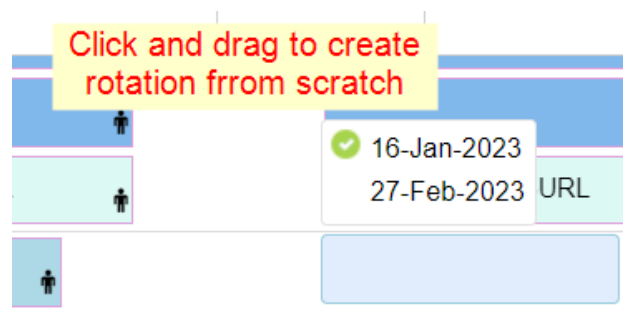 Click and drag to create
rotation frrom scratch
16-Jan-2023
27-Feb-2023
-URL